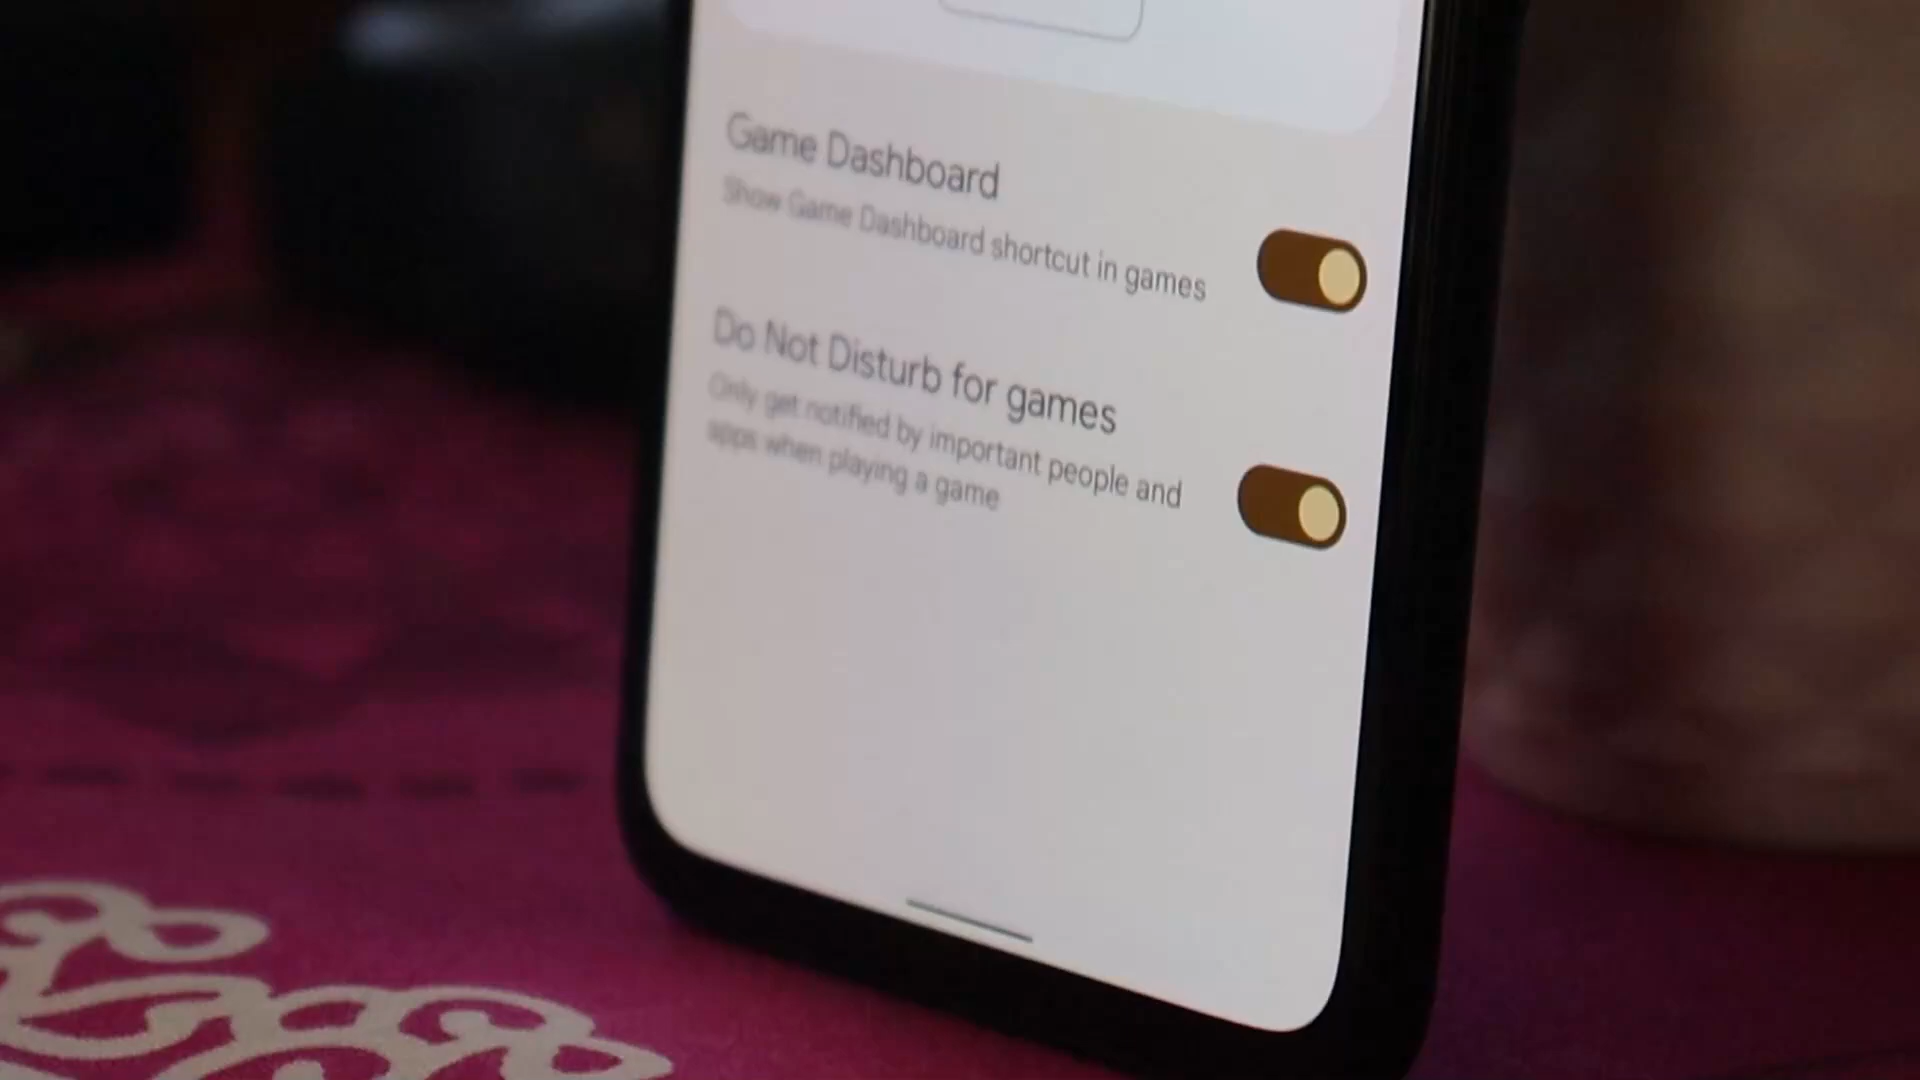 Game Dashboard
Show Game Dashboard shortcut in games
Do Not Disturb for games
Only get notified by important people and
apps when playing a game